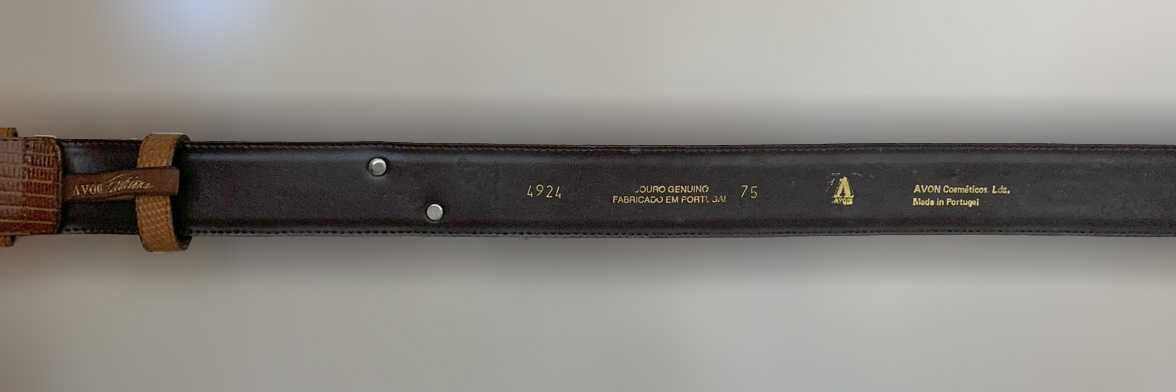 AVON
4924
COURO GENUINO
FABRICADO EM PORTUGAL
75
AVON
AVON Cosméticos Lda.
Made in Portugal